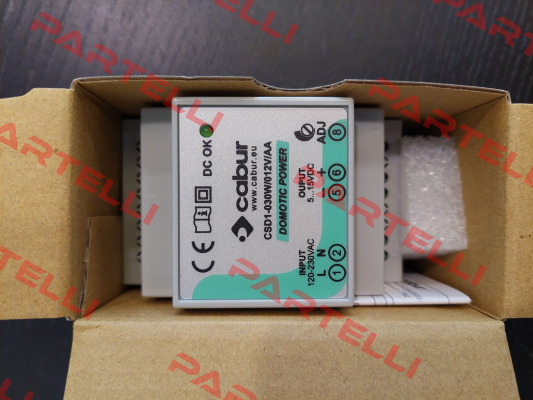 DC OK
cabur
www.cabur.eu
CSD1-030W/012V/AA
DOMOTIC POWER
CE
INPUT
120-230VAC
L N
1 2
OUPUT
5...15VDC
- +
5 6
ADJ
8
PARTELLI
PARTELLI
PARTELLI
PARTELLI
PARTELLI